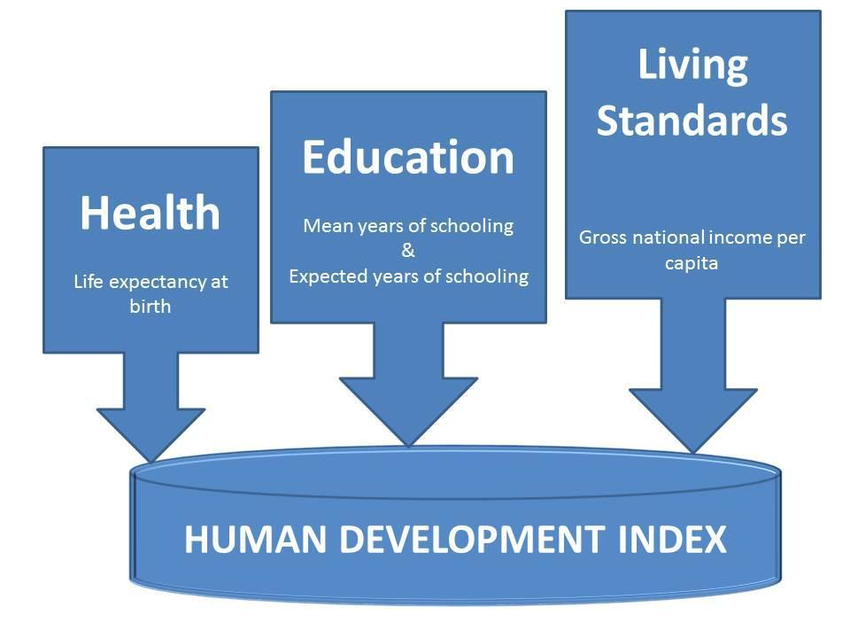 Health
Life expectancy at
birth
Education
Mean years of schooling
&
Expected years of schooling
Living
Standards
Gross national income per
capita
HUMAN DEVELOPMENT INDEX